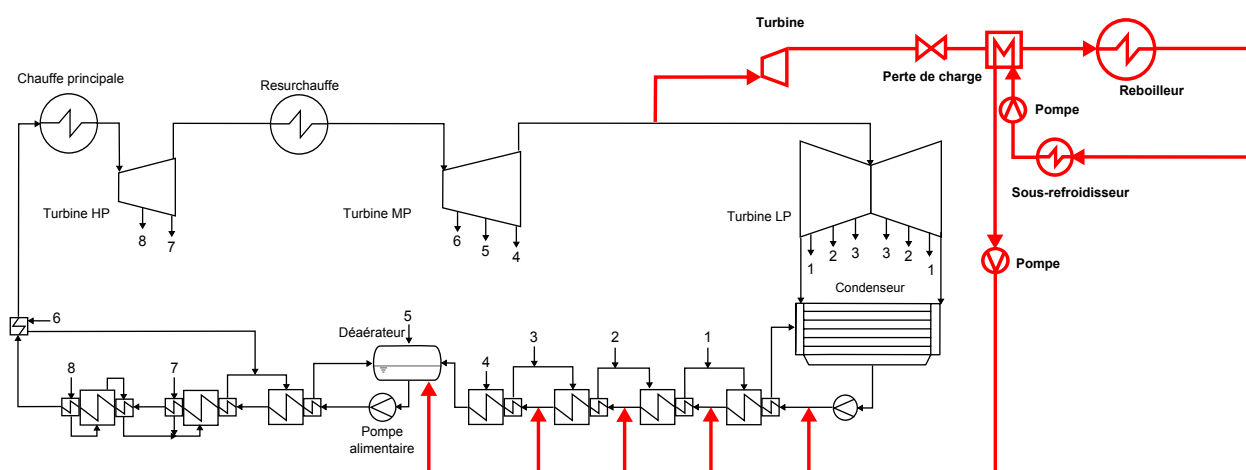 Turbine
Chauffe principale
Resurchauffe
Perte de charge
Reboilleur
Pompe
Sous-refroidisseur
Turbine HP
8
7
Turbine MP
6
5
4
Turbine LP
1
2
3
3
2
1
Condenseur
Pompe
6
Déaérateur
5
8
7
4
3
2
1
Pompe
alimentaire